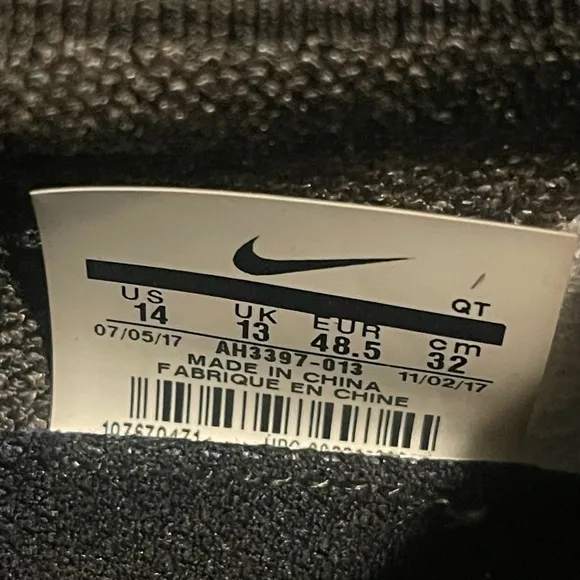 QT
US UK EUR cm
14 13 48.5 32
07/05/17 AH3397-013 11/02/17
MADE IN CHINA
FABRIQUE EN CHINE
107670471